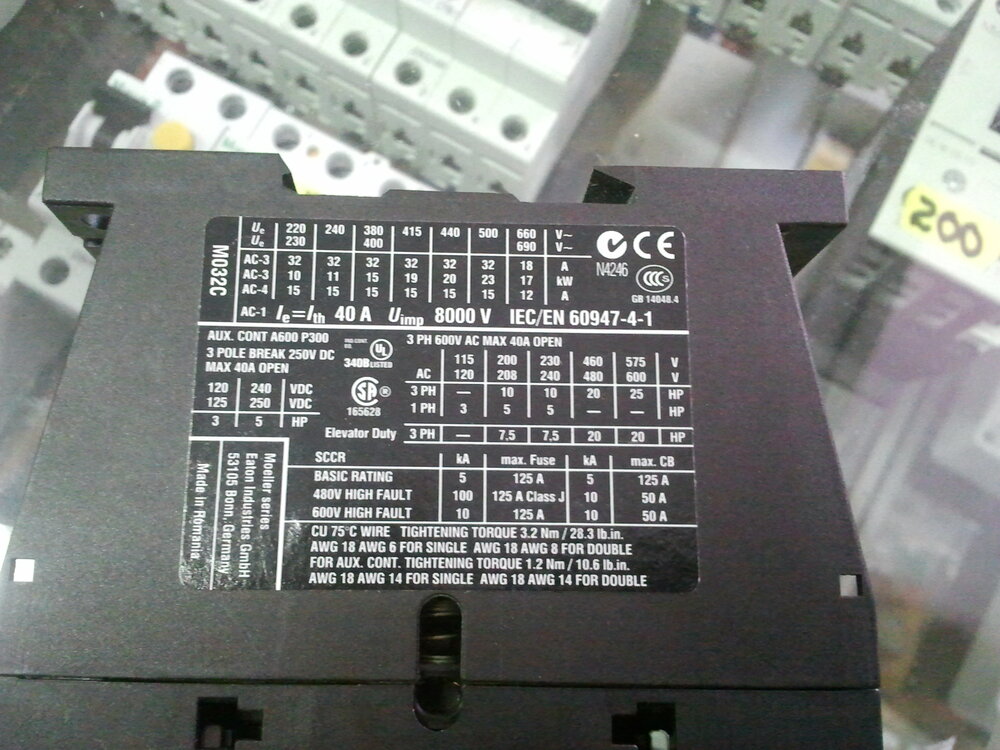 M032C
Ue 220 240 380 415 440 500 660 V~
Ue 230 400 690 V~
AC-3 32 32 32 32 32 32 18 A
AC-3 10 11 15 19 20 23 17 kW
AC-4 15 15 15 15 15 15 12 A
AC-1 Ie=Ith 40 A Uimp 8000 V IEC/EN 60947-4-1
N4246
CE
CCC S
GB 14048.4
AUX. CONT A600 P300
3 POLE BREAK 250V DC
MAX 40A OPEN
IND.CONT.
EQ.
UL
340B LISTED
SA ®
165628
120 240 VDC
125 250 VDC
3 5 HP
3 PH 600V AC MAX 40A OPEN
115 200 230 460 575 V
AC 120 208 240 480 600 V
3 PH — 10 10 20 25 HP
1 PH 3 5 5 — — HP
Elevator Duty 3 PH — 7,5 7,5 20 20 HP
SCCR kA max. Fuse kA max. CB
BASIC RATING 5 125 A 5 125 A
480V HIGH FAULT 100 125 A Class J 10 50 A
600V HIGH FAULT 10 125 A 10 50 A
CU 75°C WIRE TIGHTENING TORQUE 3.2 Nm / 28.3 lb.in.
AWG 18 AWG 6 FOR SINGLE AWG 18 AWG 8 FOR DOUBLE
FOR AUX. CONT. TIGHTENING TORQUE 1.2 Nm / 10.6 lb.in.
AWG 18 AWG 14 FOR SINGLE AWG 18 AWG 14 FOR DOUBLE
Moeller series
Eaton Industries GmbH
53105 Bonn, Germany
Made in Romania
200